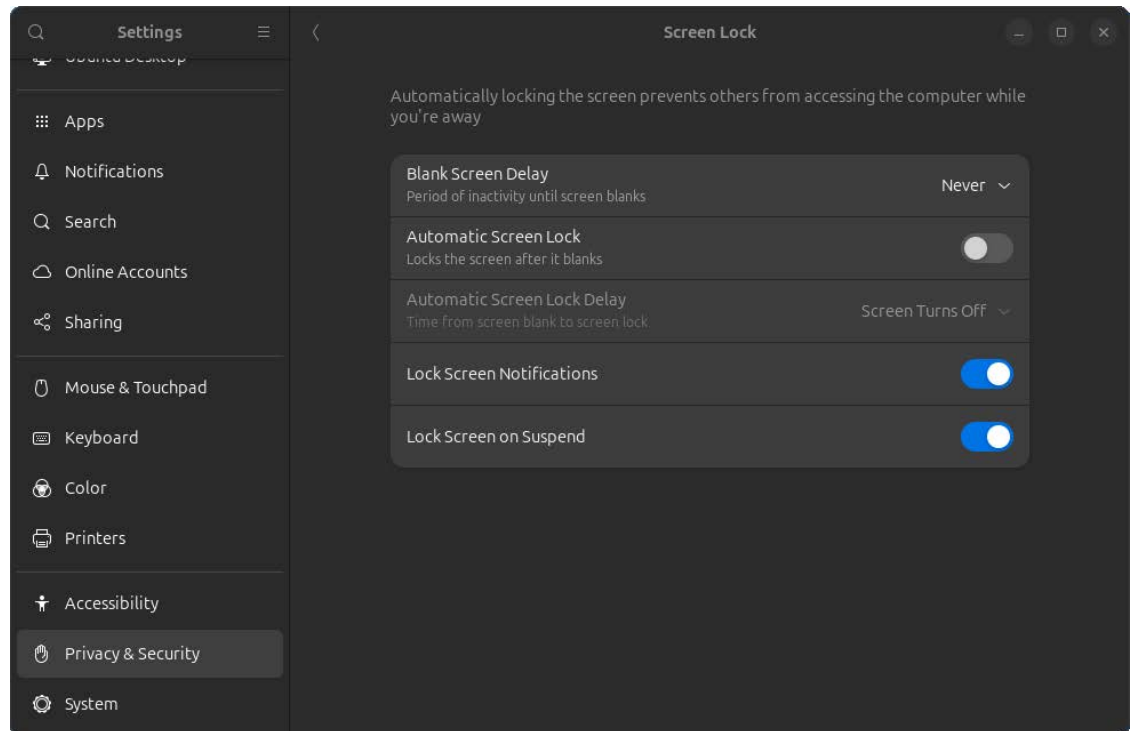 Settings
Screen Lock
Ubuntu Desktop
Apps
Notifications
Search
Online Accounts
Sharing
Mouse & Touchpad
Keyboard
Color
Printers
Accessibility
Privacy & Security
System
Automatically locking the screen prevents others from accessing the computer while
you're away
Blank Screen Delay
Period of inactivity until screen blanks
Never
Automatic Screen Lock
Locks the screen after it blanks
Automatic Screen Lock Delay
Time from screen blank to screen lock
Screen Turns Off
Lock Screen Notifications
Lock Screen on Suspend